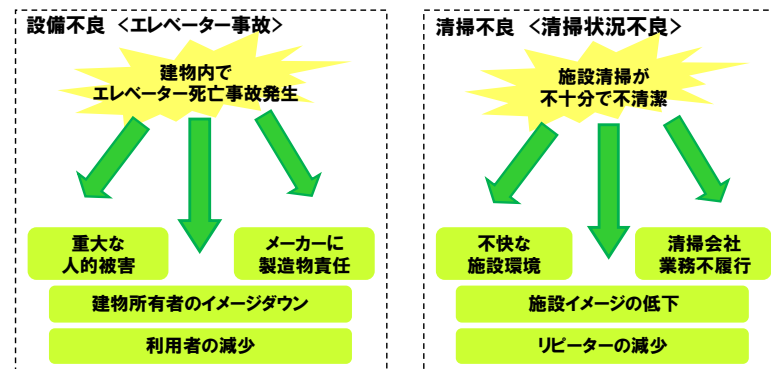 設備不良 <エレベーター事故>
建物内で
エレベーター死亡事故発生
重大な
人的被害
メーカーに
製造物責任
建物所有者のイメージダウン
利用者の減少
清掃不良 <清掃状況不良>
施設清掃が
不十分で不清潔
不快な
施設環境
清掃会社
業務不履行
施設イメージの低下
リピーターの減少